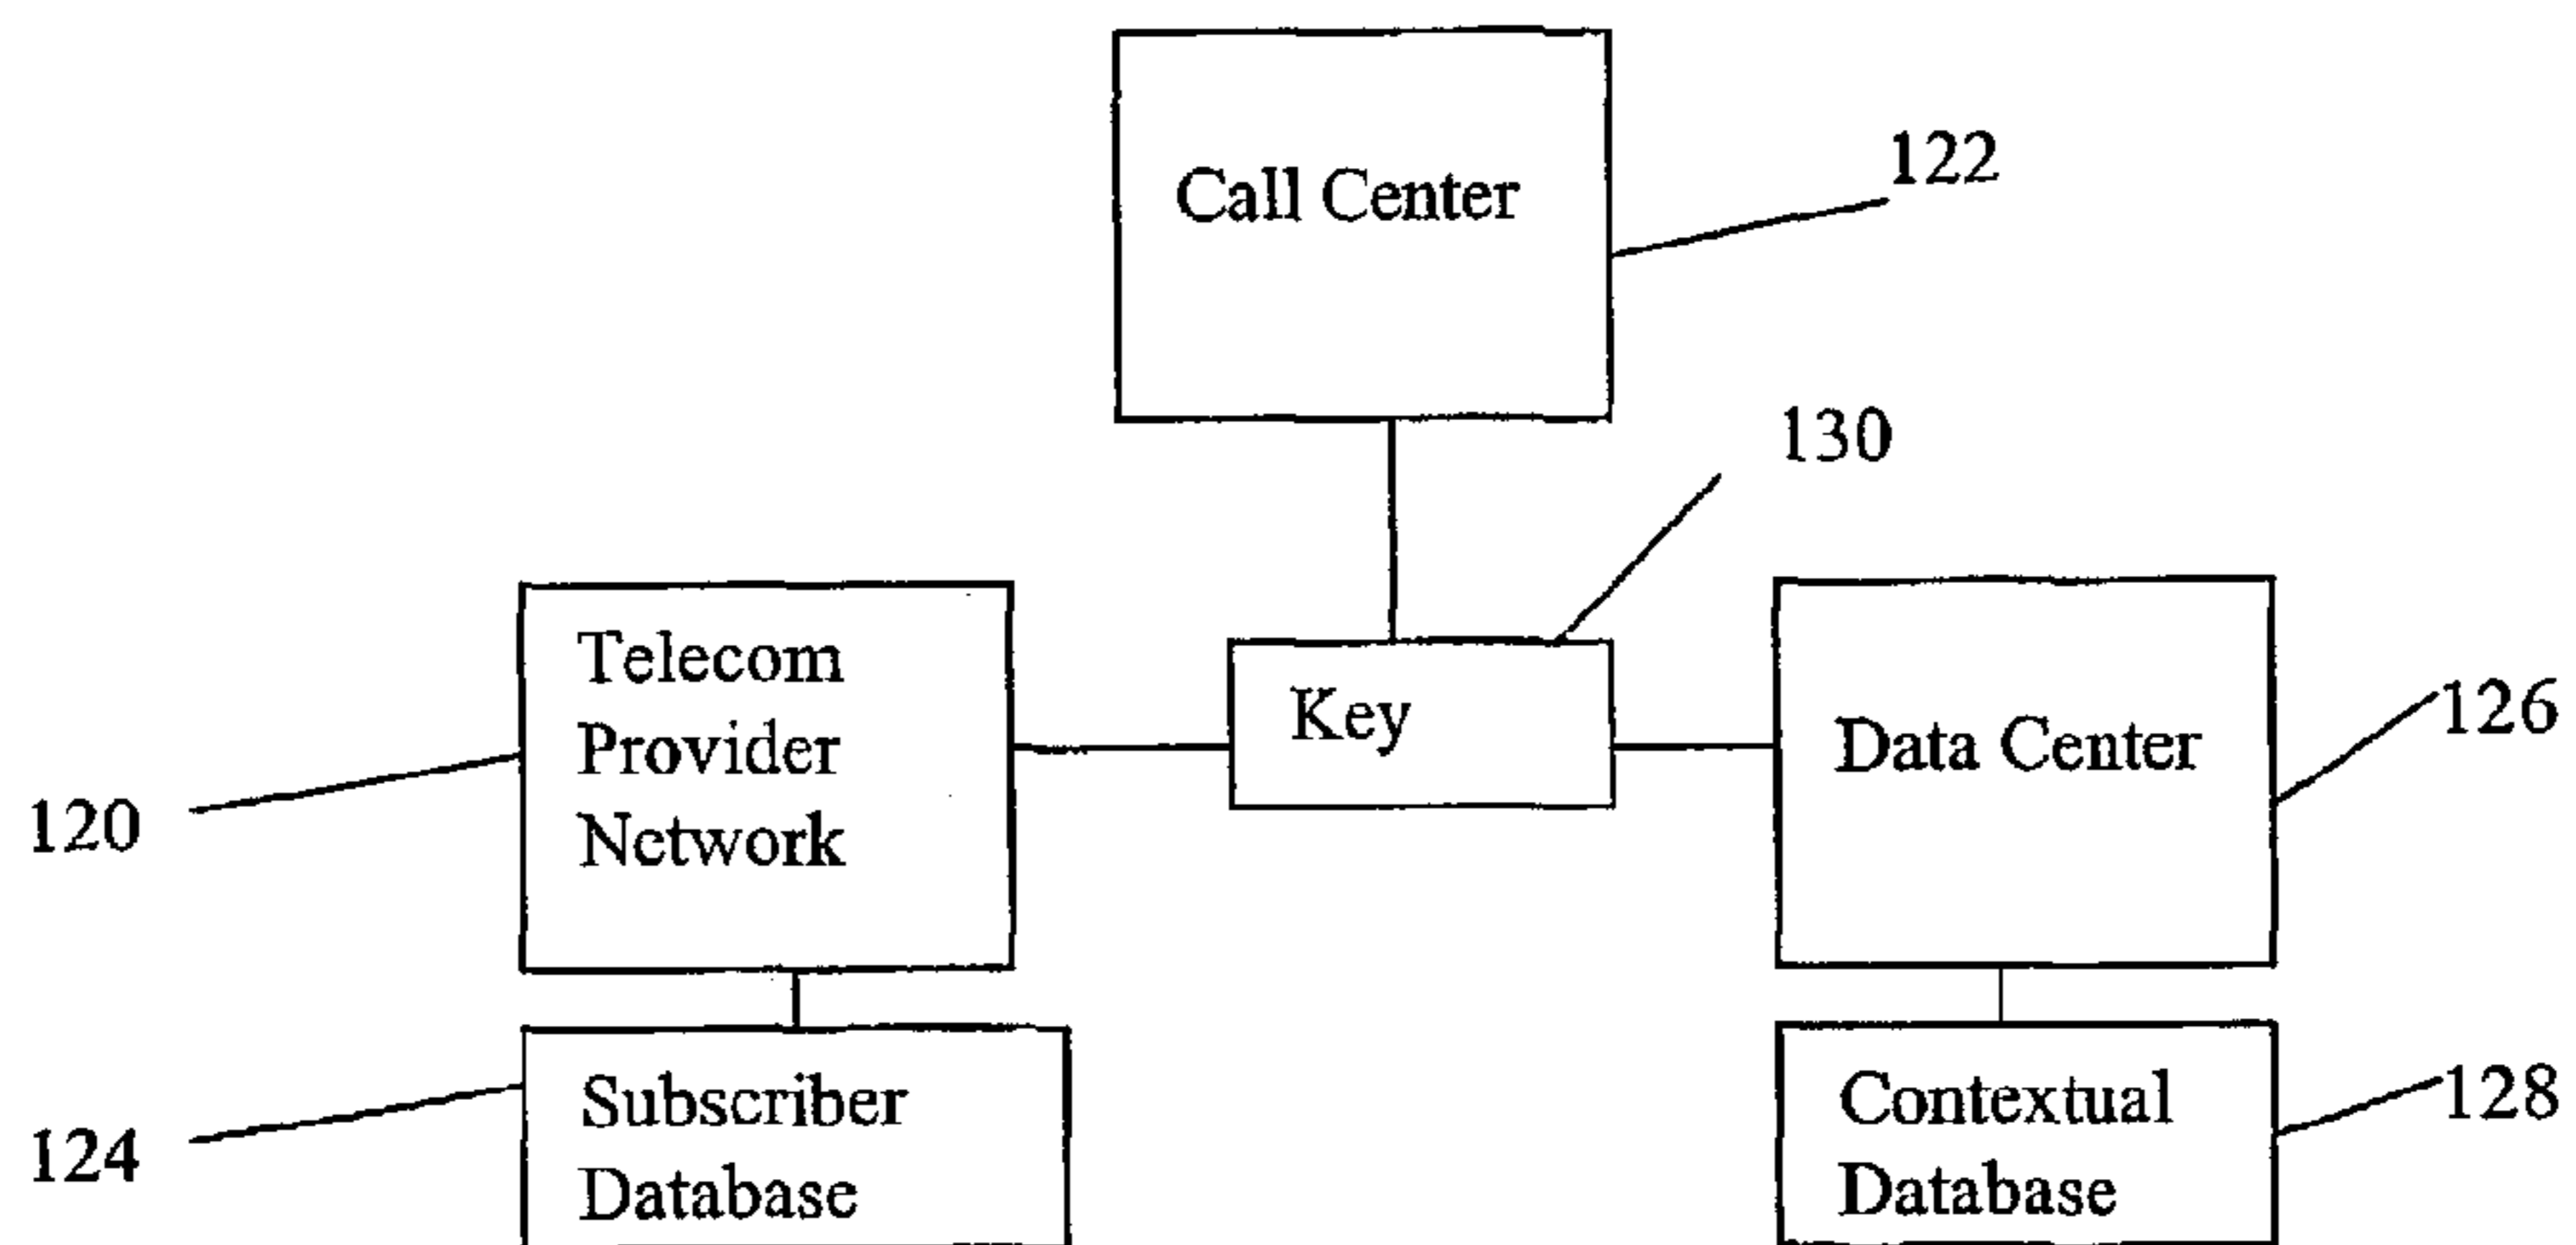 Call Center
122
130
Telecom
Provider
Network
Key
Data Center
126
120
Subscriber
Database
124
Contextual
Database
128